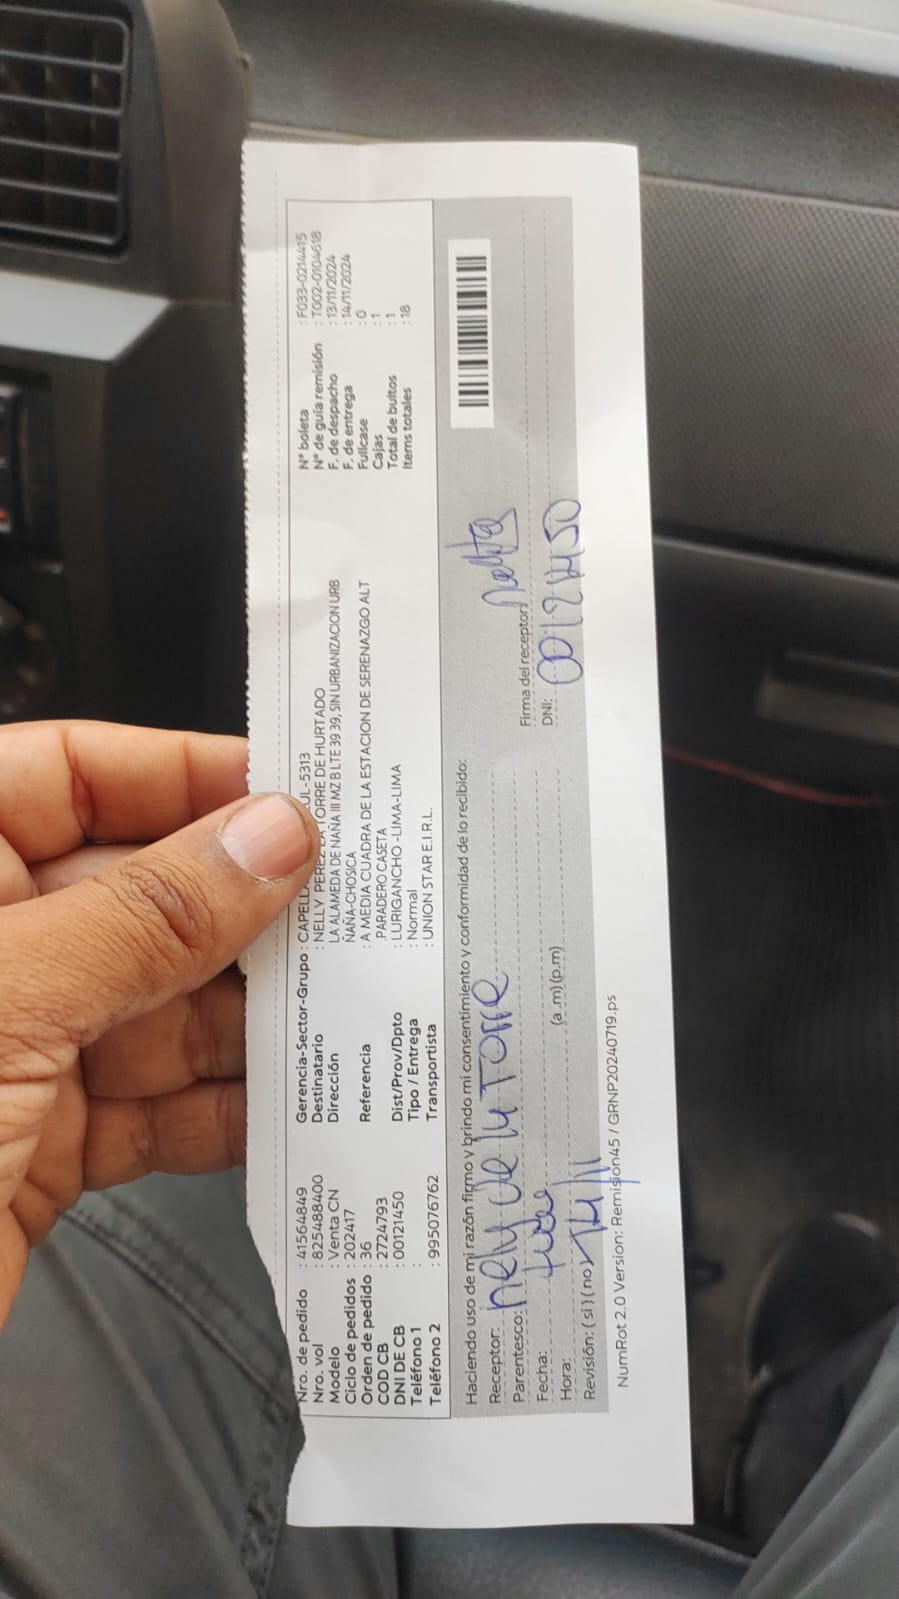 Nro. de pedido : 41564849
Nro. vol : 825488400
Modelo : Venta CN
Ciclo de pedidos : 202417
Orden de pedido : 36
COD CB : 2724793
DNI DE CB : 00121450
Teléfono 1 :
Teléfono 2 : 995076762
Gerencia-Sector-Grupo : CAPELL UL-5313
Destinatario : NELLY PEREZ TORRE DE HURTADO
Dirección LA ALAMEDA DE NAÑA III MZ B LTE 39 39, SIN URBANIZACION URB
ÑAÑA-CHOSICA
Referencia : A MEDIA CUADRA DE LA ESTACION DE SERENAZGO ALT
PARADERO CASETA
Dist/Prov/Dpto : LURIGANCHO -LIMA-LIMA
Tipo / Entrega : Normal
Transportista : UNION STAR E.I.R.L.
N° boleta : F033-0214415
N° de guía remisión : T002-0104618
F. de despacho : 13/11/2024
F. de entrega : 14/11/2024
Fullcase : 0
Cajas : 1
Total de bultos : 1
Items totales : 18
Haciendo uso de mi razón firmo y brindo mi consentimiento y conformidad de lo recibido:
Receptor: nely de la Torre
Parentesco:
Fecha:
Hora: (a .m) (p.m)
Revisión: ( si ) ( no 14/11
Firma del receptor:
DNI: 00121450
NumRot 2.0 Version: Remision45 / GRNP20240719.ps